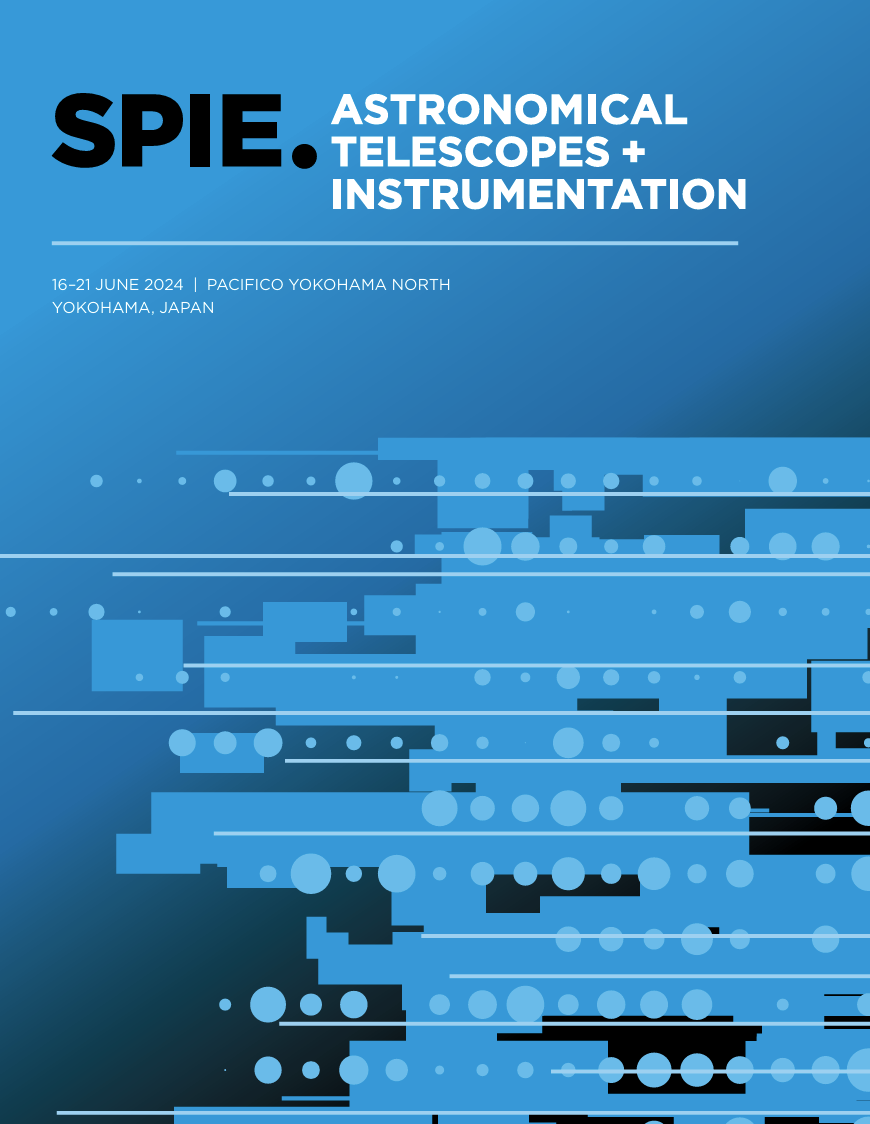 SPIE. ASTRONOMICAL
TELESCOPES +
INSTRUMENTATION
16–21 JUNE 2024 | PACIFICO YOKOHAMA NORTH
YOKOHAMA, JAPAN